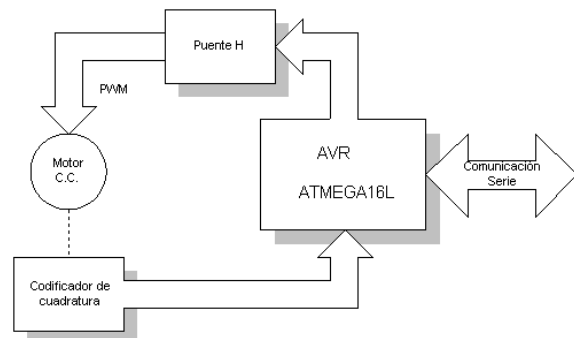 Puente H
PWM
AVR
ATMEGA16L
Motor
C.C.
Comunicación
Serie
Codificador de
cuadratura